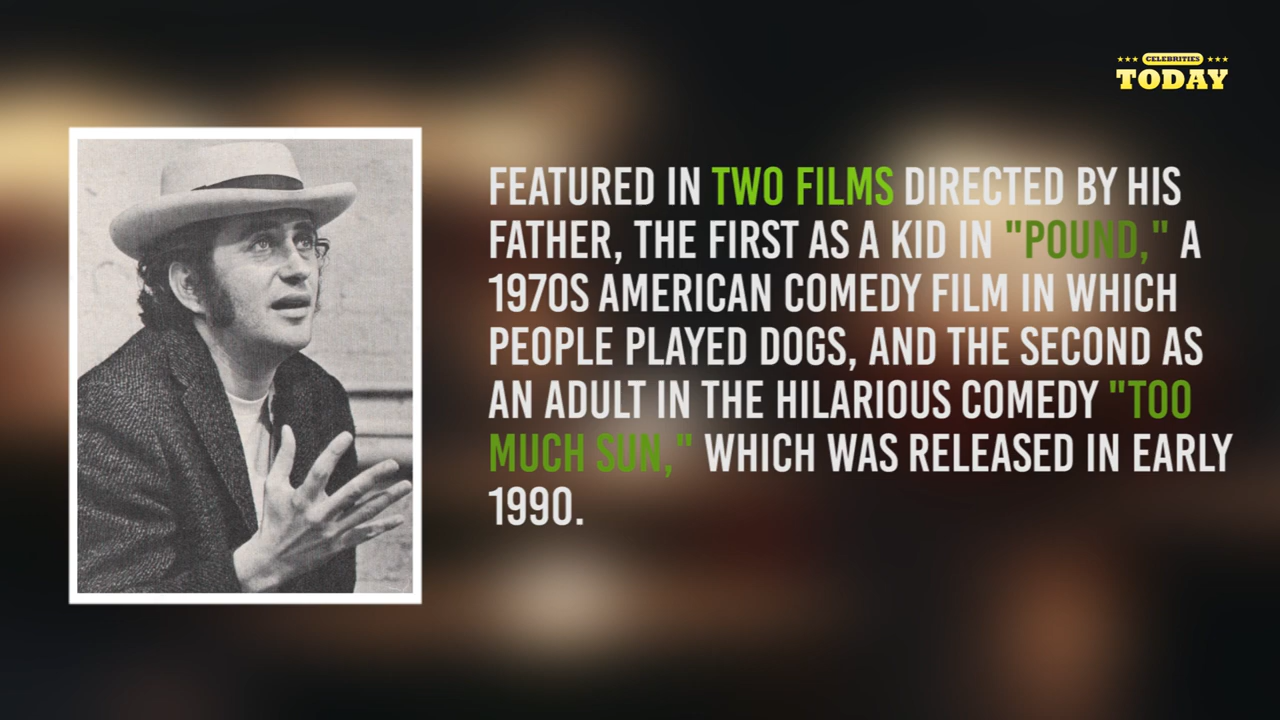 CELEBRITIES
TODAY
FEATURED IN TWO FILMS DIRECTED BY HIS
FATHER, THE FIRST AS A KID IN "POUND," A
1970S AMERICAN COMEDY FILM IN WHICH
PEOPLE PLAYED DOGS, AND THE SECOND AS
AN ADULT IN THE HILARIOUS COMEDY "TOO
MUCH SUN," WHICH WAS RELEASED IN EARLY
1990.